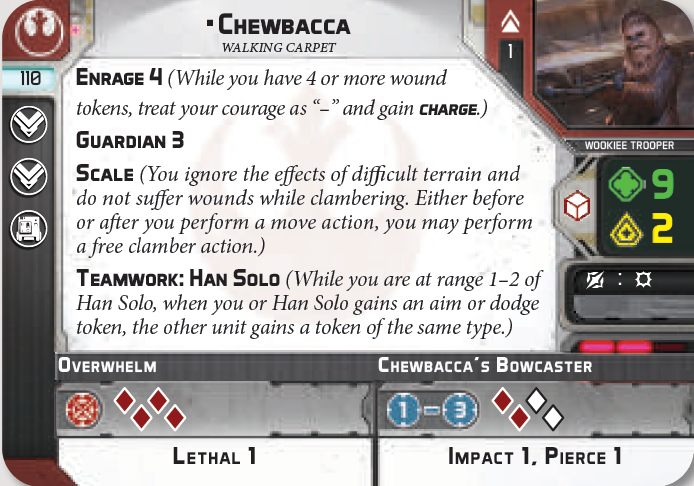 ▪Chewbacca
Walking Carpet
1
110
Enrage 4 (While you have 4 or more wound
tokens, treat your courage as “–” and gain charge.)
Guardian 3
Scale (You ignore the effects of difficult terrain and
do not suffer wounds while clambering. Either before
or after you perform a move action, you may perform
a free clamber action.)
Teamwork: Han Solo (While you are at range 1–2 of
Han Solo, when you or Han Solo gains an aim or dodge
token, the other unit gains a token of the same type.)
WOOKIEE TROOPER
9
2
:
Overwhelm
Lethal 1
Chewbacca's Bowcaster
1–3
Impact 1, Pierce 1